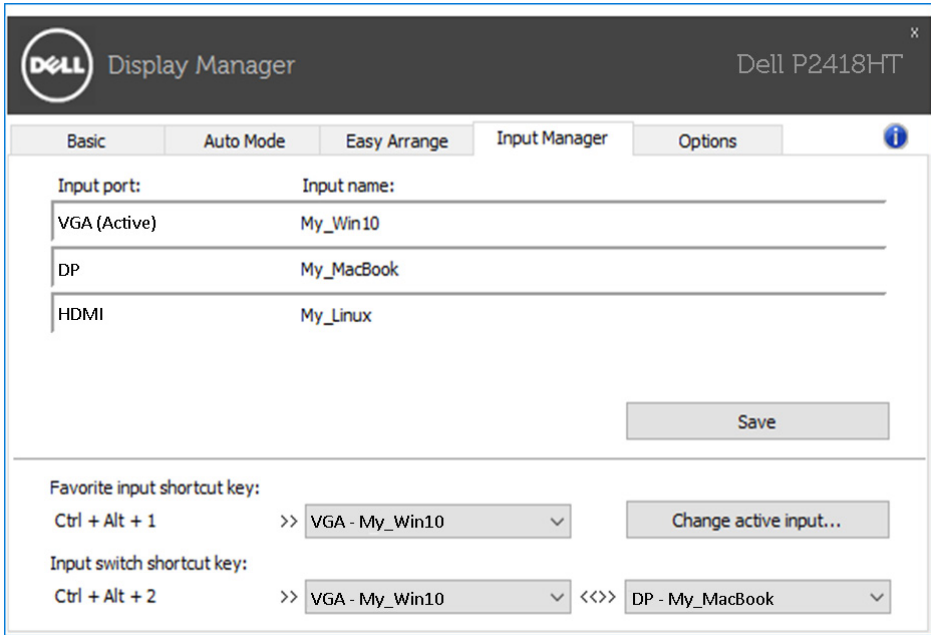 x
DELL Display Manager Dell P2418HT
Basic Auto Mode Easy Arrange Input Manager Options i
Input port: Input name:
VGA (Active) My_Win10
DP My_MacBook
HDMI My_Linux
Save
Favorite input shortcut key:
Ctrl + Alt + 1 >> VGA - My_Win10 Change active input...
Input switch shortcut key:
Ctrl + Alt + 2 >> VGA - My_Win10 <<>> DP - My_MacBook